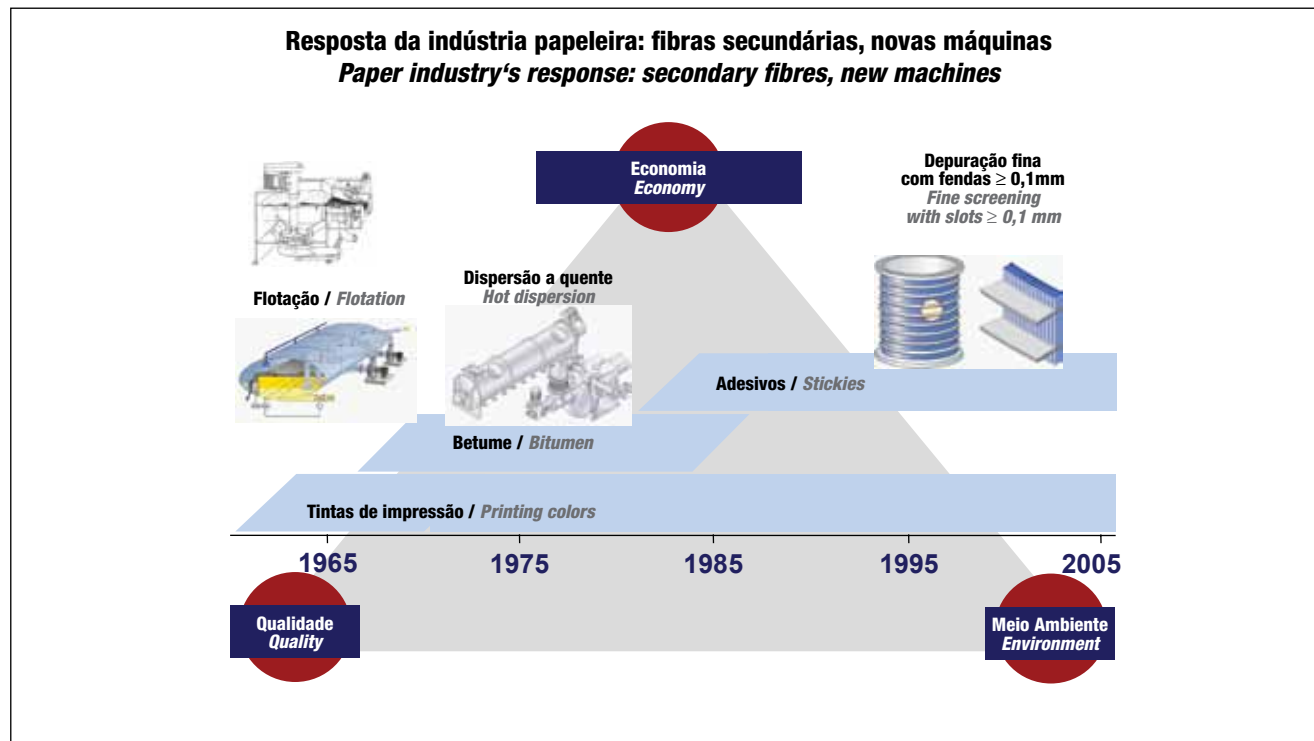 Resposta da indústria papeleira: fibras secundárias, novas máquinas
Paper industry‘s response: secondary fibres, new machines
Economia
Economy
Depuração fina
com fendas ≥ 0,1mm
Fine screening
with slots ≥ 0,1 mm
Dispersão a quente
Hot dispersion
Flotação / Flotation
Adesivos / Stickies
Betume / Bitumen
Tintas de impressão / Printing colors
1965 1975 1985 1995 2005
Qualidade
Quality
Meio Ambiente
Environment